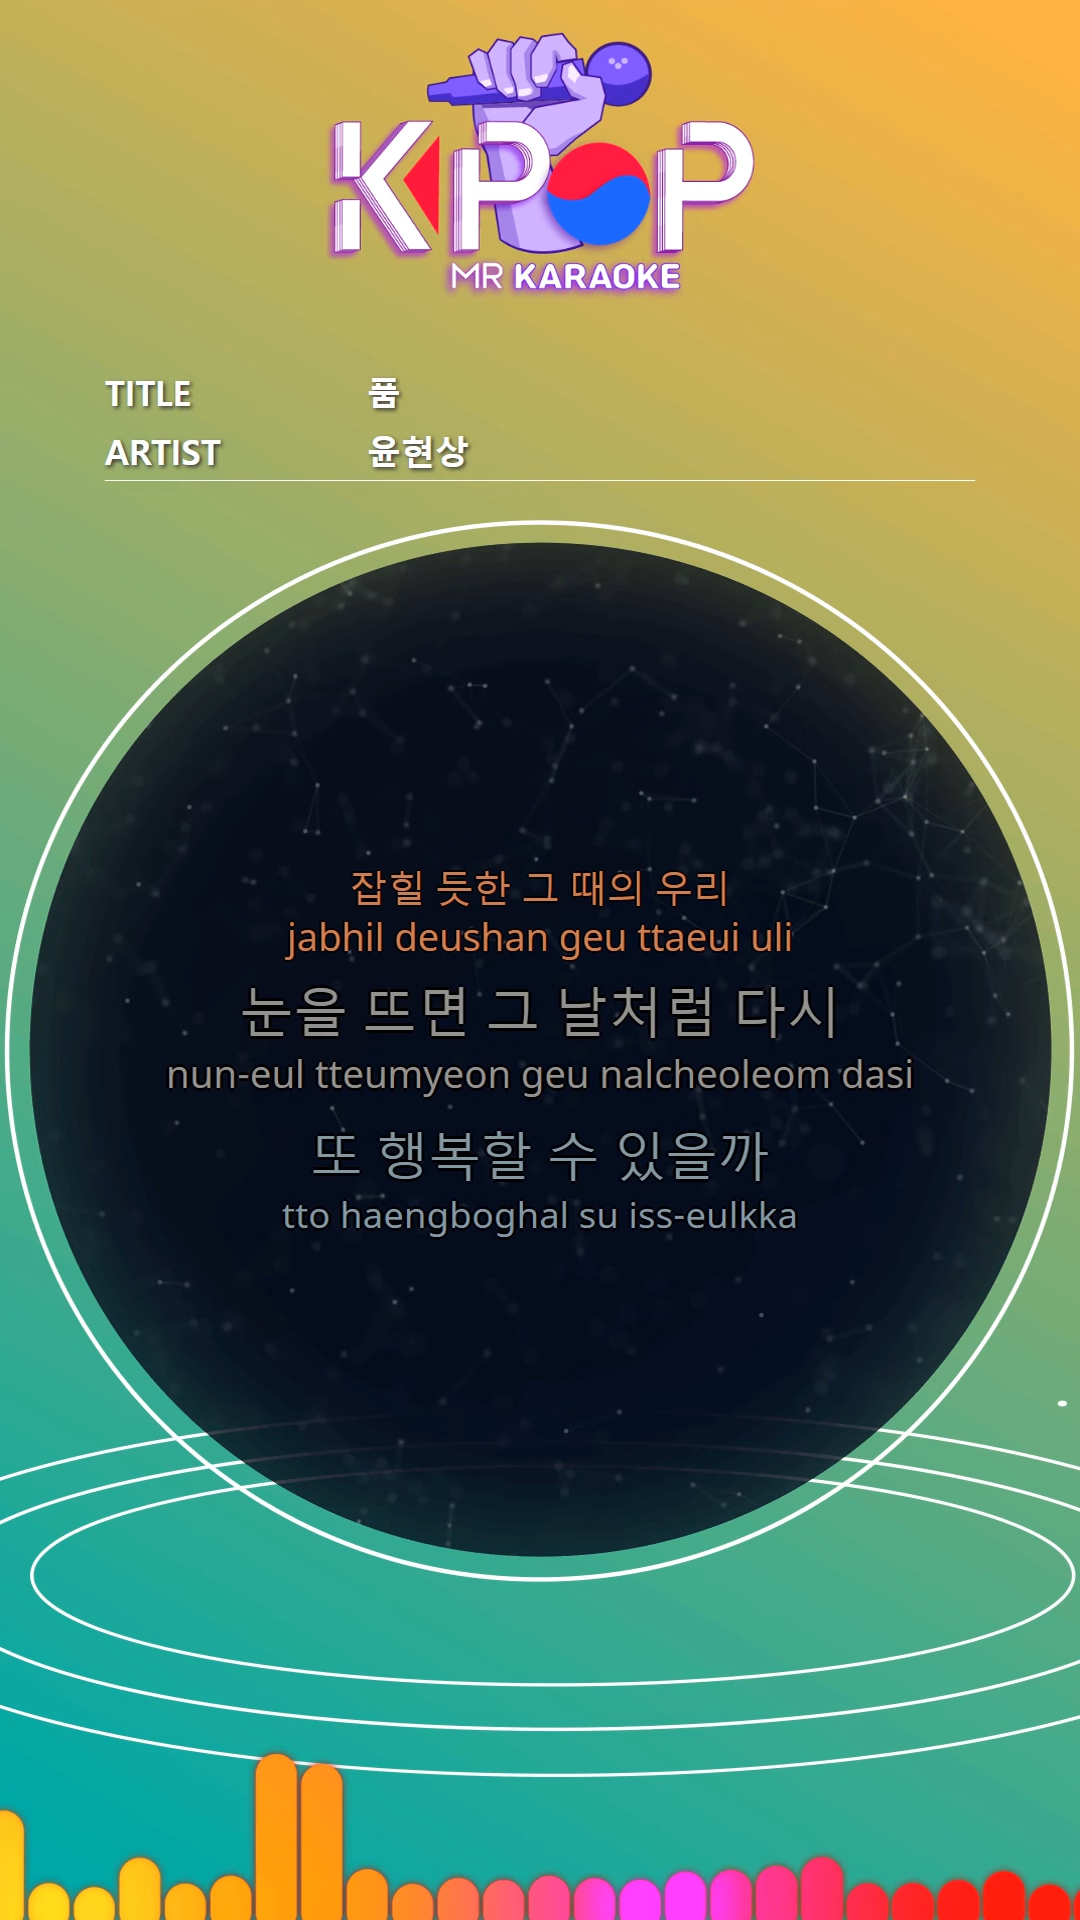 KPOP
MR KARAOKE
TITLE 품
ARTIST 윤현상
잡힐 듯한 그 때의 우리
jabhil deushan geu ttaeui uli
눈을 뜨면 그 날처럼 다시
nun-eul tteumyeon geu nalcheoleom dasi
또 행복할 수 있을까
tto haengboghal su iss-eulkka